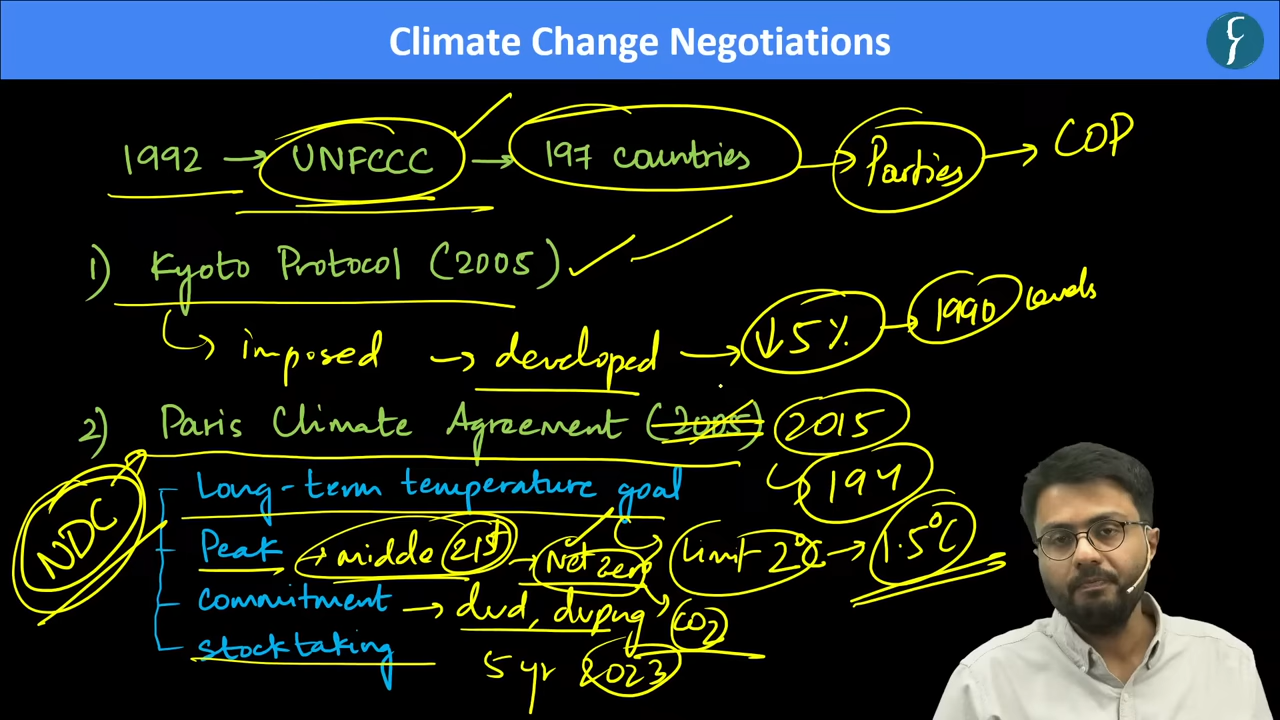 Climate Change Negotiations
1992 → UNFCCC → 197 countries → Parties → COP
1) Kyoto Protocol (2005)
↳ imposed → developed → ↓5% → 1990 levels
2) Paris Climate Agreement (2005) 2015
↳ 194
NDC
Long-term temperature goal
Peak → middle 21st → Net zero Limit 2°C → 1.5°C
commitment → dvd, dvpng CO2
stocktaking 5 yr 2023